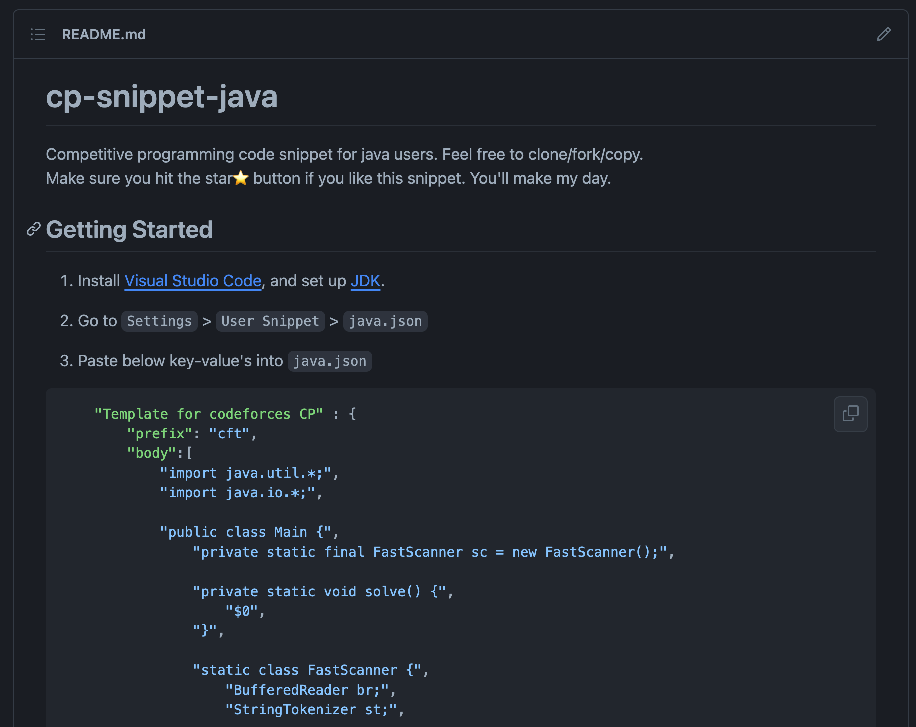 README.md
cp-snippet-java
Competitive programming code snippet for java users. Feel free to clone/fork/copy.
Make sure you hit the star⭐ button if you like this snippet. You'll make my day.
Getting Started
1. Install Visual Studio Code, and set up JDK.
2. Go to Settings > User Snippet > java.json
3. Paste below key-value's into java.json
"Template for codeforces CP" : {
"prefix": "cft",
"body":[
"import java.util.*;",
"import java.io.*;",
"public class Main {",
"private static final FastScanner sc = new FastScanner();",
"private static void solve() {",
"$0",
"}",
"static class FastScanner {",
"BufferedReader br;",
"StringTokenizer st;",